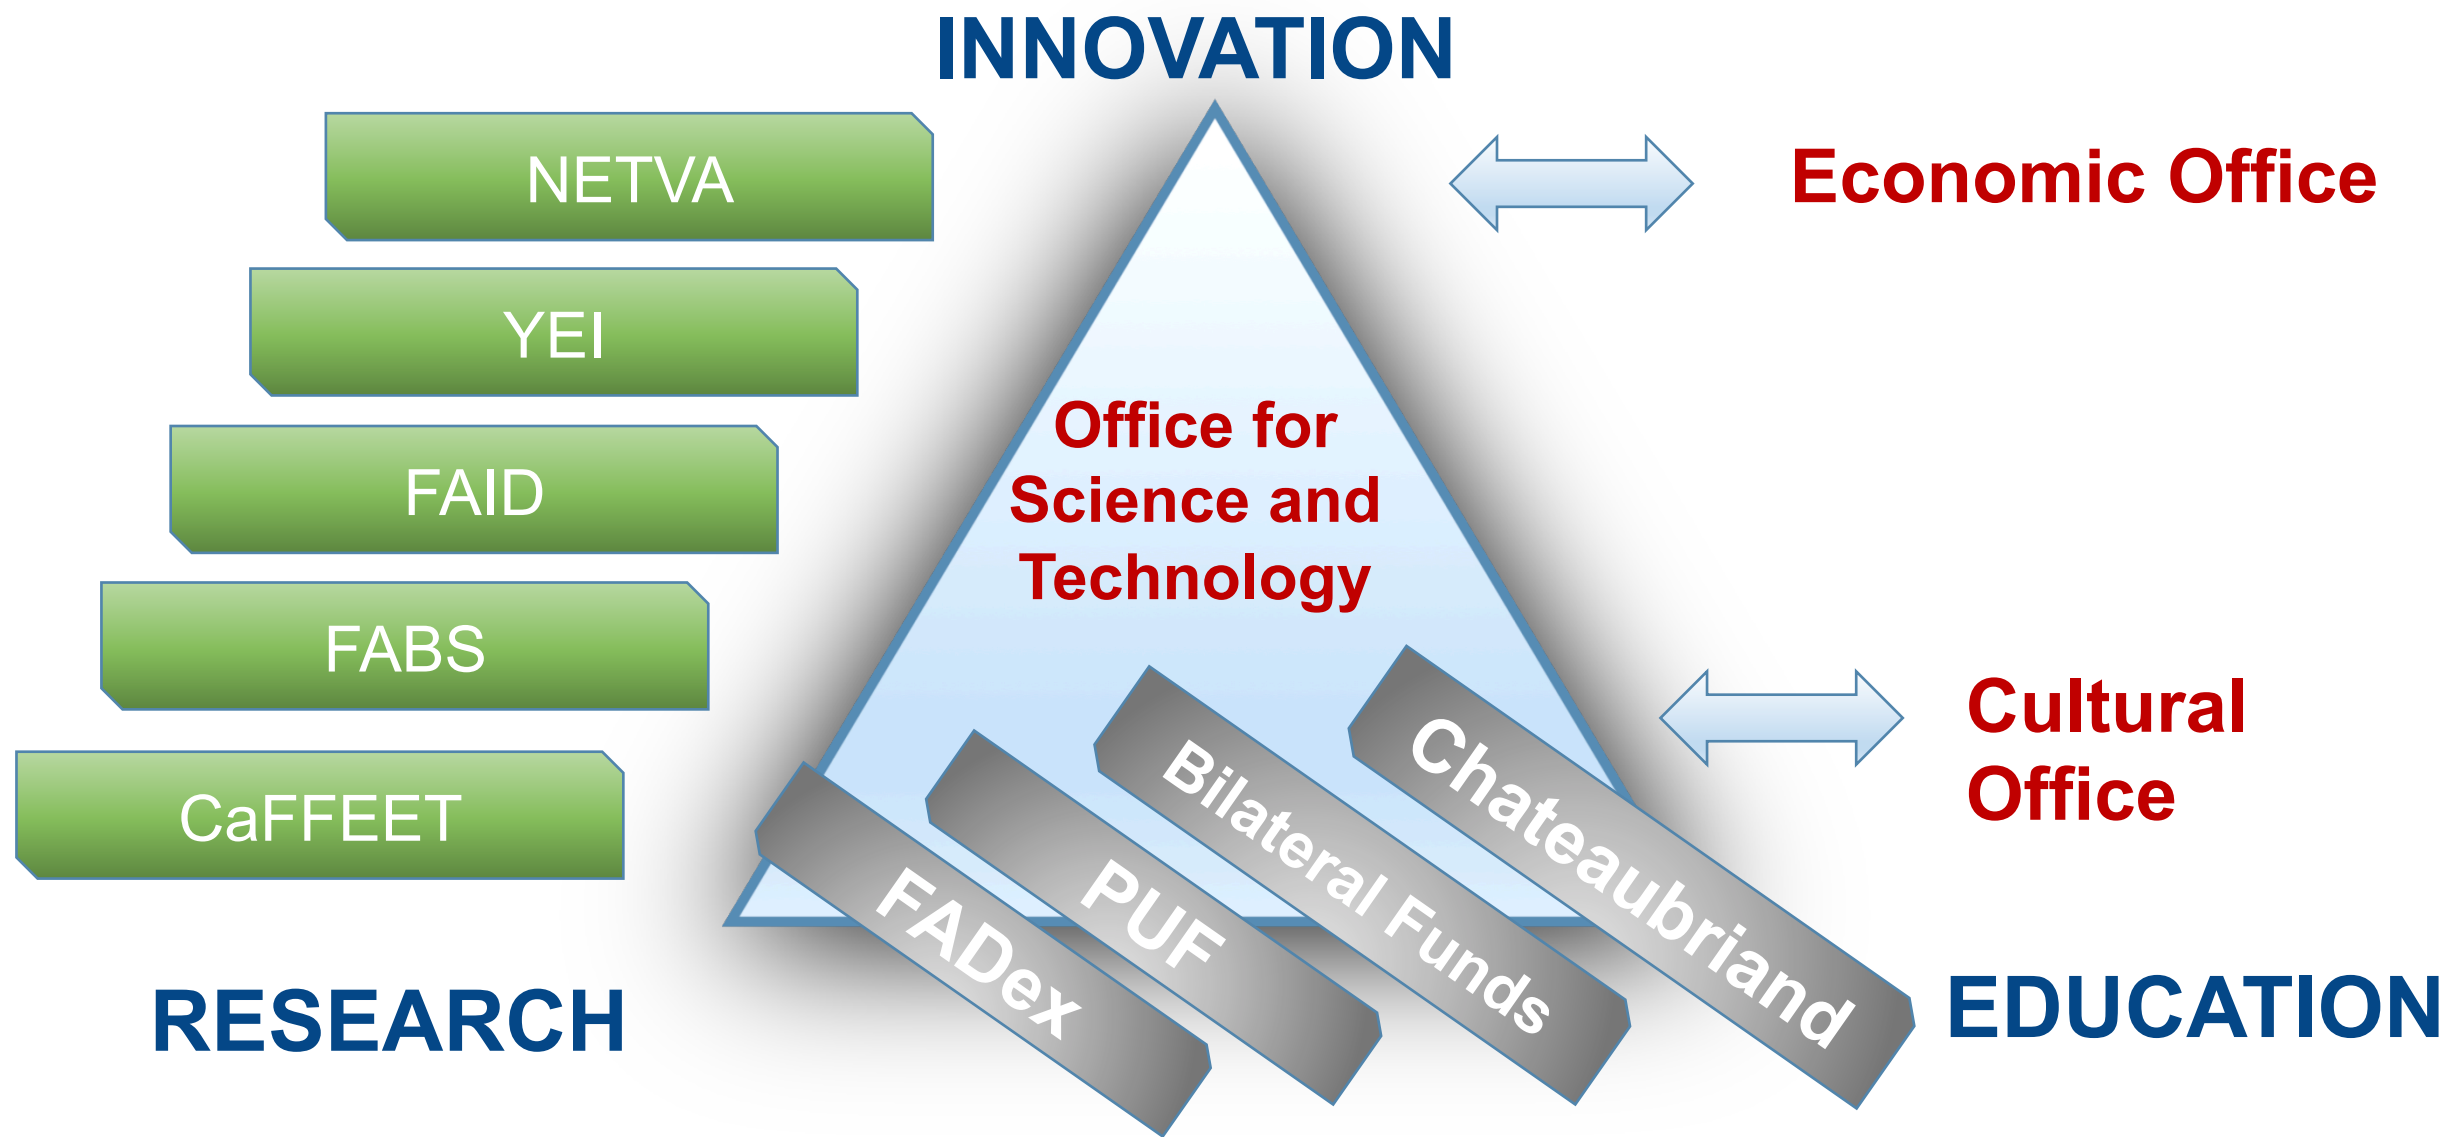 INNOVATION
NETVA
Economic Office
YEI
Office for
Science and
Technology
FAID
FABS
Cultural
Office
CaFFEET
FADex
PUF
Bilateral Funds
Chateaubriand
RESEARCH
EDUCATION